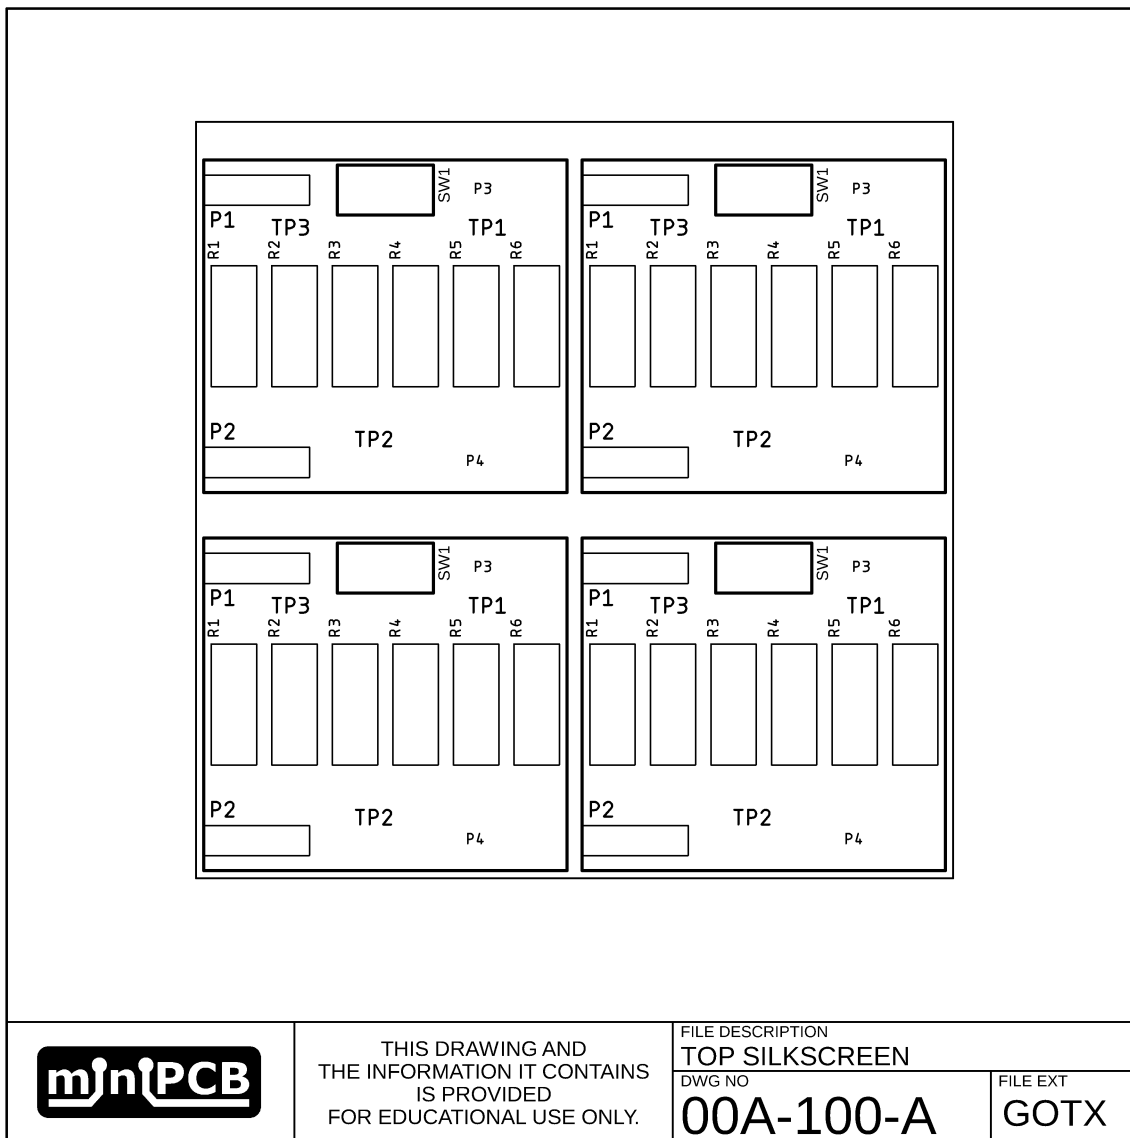 SW1 P3 SW1 P3
P1 TP3 TP1 P1 TP3 TP1
R1 R2 R3 R4 R5 R6 R1 R2 R3 R4 R5 R6
P2 TP2 P4 P2 TP2 P4
SW1 P3 SW1 P3
P1 TP3 TP1 P1 TP3 TP1
R1 R2 R3 R4 R5 R6 R1 R2 R3 R4 R5 R6
P2 TP2 P4 P2 TP2 P4
miniPCB
THIS DRAWING AND
THE INFORMATION IT CONTAINS
IS PROVIDED
FOR EDUCATIONAL USE ONLY.
FILE DESCRIPTION
TOP SILKSCREEN
DWG NO
00A-100-A
FILE EXT
GOTX